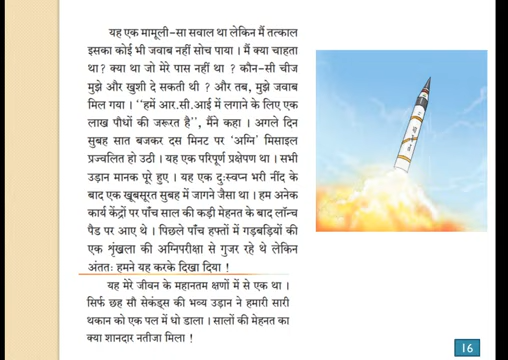 यह एक मामूली-सा सवाल था लेकिन मैं तत्काल
इसका कोई भी जवाब नहीं सोच पाया। मैं क्या चाहता
था? क्या था जो मेरे पास नहीं था? कौन-सी चीज
मुझे और खुशी दे सकती थी? और तब, मुझे जवाब
मिल गया। ''हमें आर.सी.आई में लगाने के लिए एक
लाख पौधों की जरूरत है'', मैंने कहा। अगले दिन
सुबह सात बजकर दस मिनट पर 'अग्नि' मिसाइल
प्रज्वलित हो उठी। यह एक परिपूर्ण प्रक्षेपण था। सभी
उड़ान मानक पूरे हुए। यह एक दुःस्वप्न भरी नींद के
बाद एक खूबसूरत सुबह में जागने जैसा था। हम अनेक
कार्य केंद्रों पर पाँच साल की कड़ी मेहनत के बाद लॉन्च
पैड पर आए थे। पिछले पाँच हफ्तों में गड़बड़ियों की
एक शृंखला की अग्निपरीक्षा से गुजर रहे थे लेकिन
अंततः हमने यह करके दिखा दिया!
यह मेरे जीवन के महानतम क्षणों में से एक था।
सिर्फ छह सौ सेकंड्स की भव्य उड़ान ने हमारी सारी
थकान को एक पल में धो डाला। सालों की मेहनत का
क्या शानदार नतीजा मिला!
16